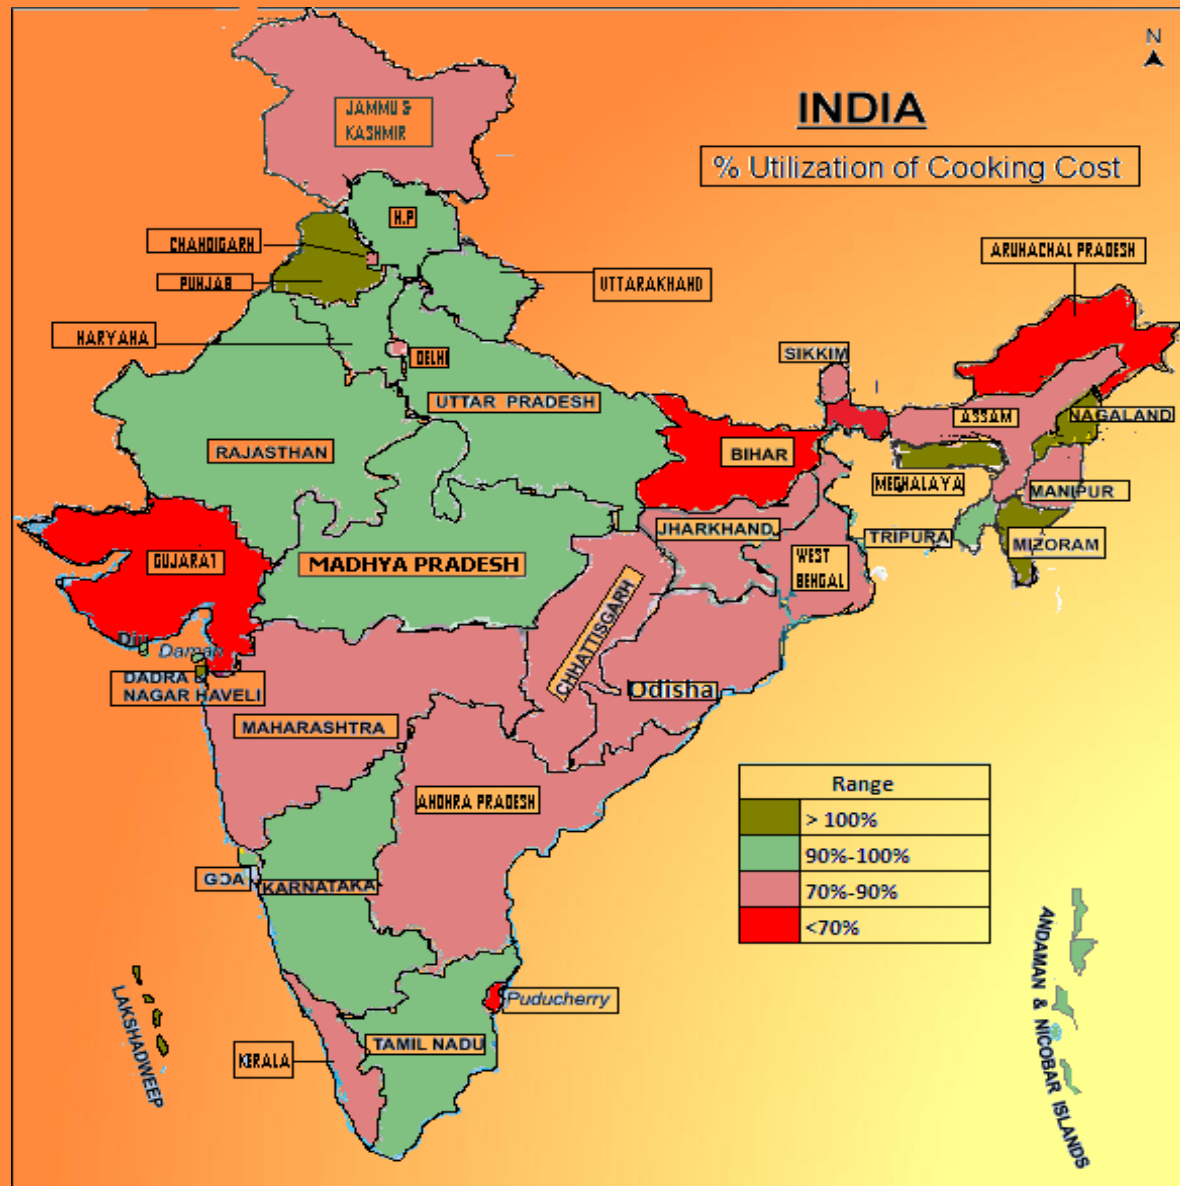 N
INDIA
% Utilization of Cooking Cost
JAMMU &
KASHMIR
H.P
CHANDIGARH
ARUNACHAL PRADESH
PUNJAB
UTTARAKHAND
HARYANA
DELHI
SIKKIM
UTTAR PRADESH
ASSAM
NAGALAND
RAJASTHAN
BIHAR
MEGHALAYA
MANIPUR
JHARKHAND
TRIPURA
MIZORAM
GUJARAT
MADHYA PRADESH
WEST
BENGAL
CHHATTISGARH
Diu
Daman
DADRA &
NAGAR HAVELI
Odisha
MAHARASHTRA
ANDHRA PRADESH
Range
> 100%
90%-100%
70%-90%
<70%
GOA
KARNATAKA
Puducherry
LAKSHADWEEP
TAMIL NADU
KERALA
ANDAMAN & NICOBAR ISLANDS